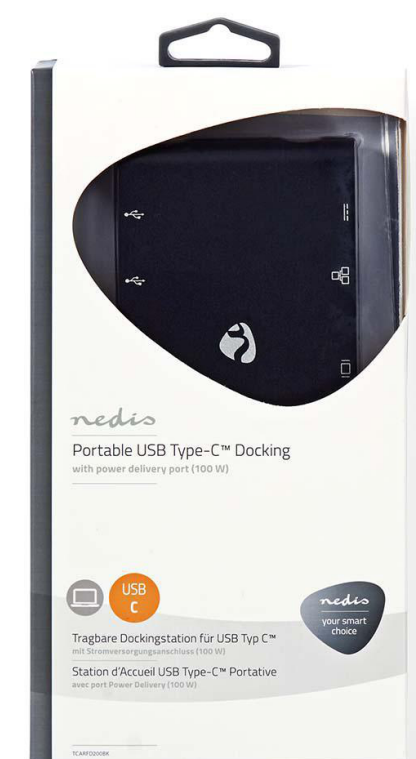 nedis
Portable USB Type-C™ Docking
with power delivery port (100 W)
USB
C
nedis
your smart
choice
Tragbare Dockingstation für USB Typ C™
mit Stromversorgungsanschluss (100 W)
Station d'Accueil USB Type-C™ Portative
avec port Power Delivery (100 W)
TCARFD200BK